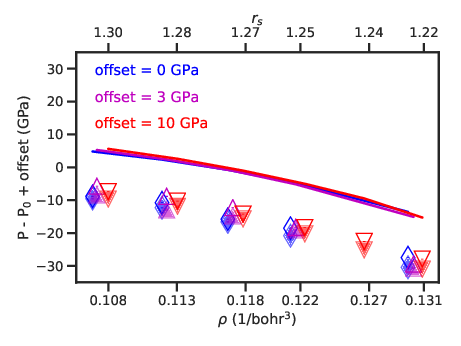 r_s
1.30 1.28 1.27 1.25 1.24 1.22
offset = 0 GPa
offset = 3 GPa
offset = 10 GPa
P - P₀ + offset (GPa)
30
20
10
0
−10
−20
−30
0.108 0.113 0.118 0.122 0.127 0.131
ρ (1/bohr³)